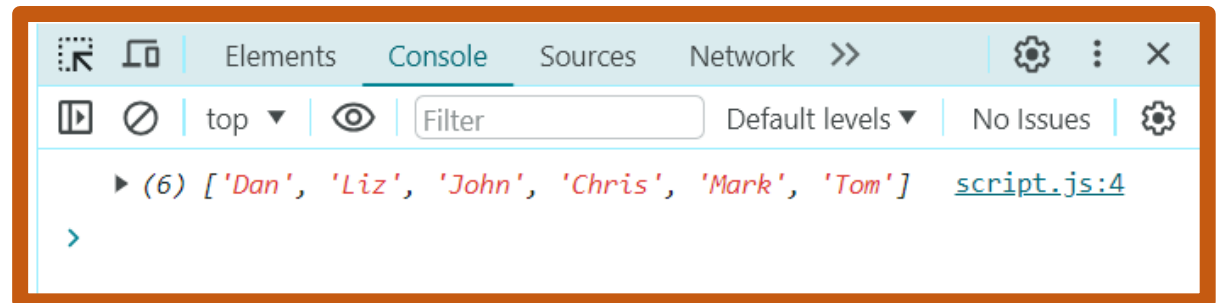 Elements Console Sources Network
top Filter Default levels No Issues
(6) ['Dan', 'Liz', 'John', 'Chris', 'Mark', 'Tom'] script.js:4